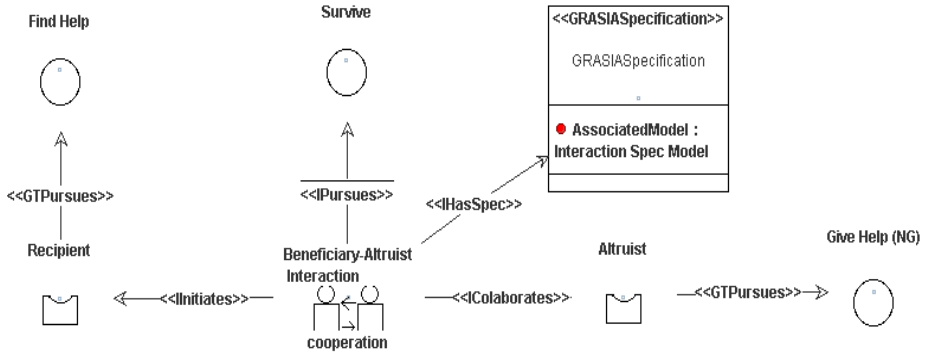 Find Help
Survive
<<GRASIASpecification>>
GRASIASpecification
AssociatedModel :
Interaction Spec Model
<<GTPursues>>
<<IPursues>>
<<IHasSpec>>
Recipient
Beneficiary-Altruist
Interaction
Altruist
Give Help (NG)
<<IInitiates>>
<<IColaborates>>
<<GTPursues>>
cooperation